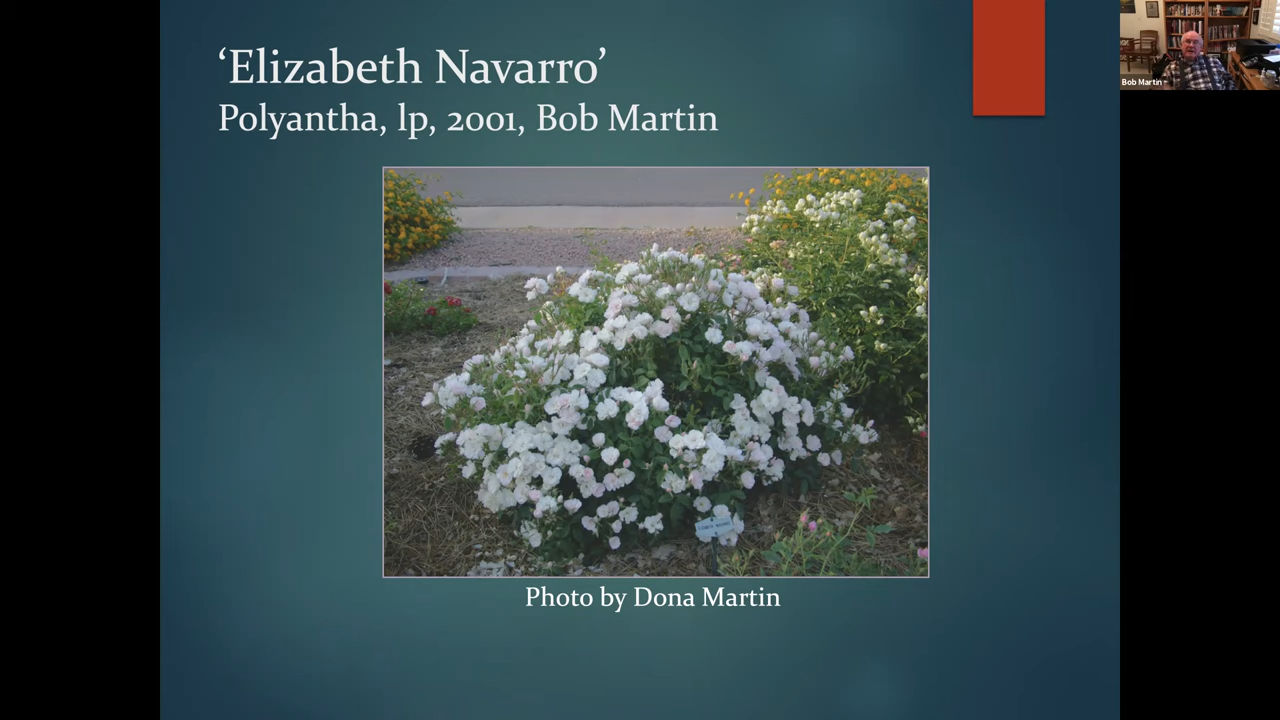 ‘Elizabeth Navarro’
Polyantha, lp, 2001, Bob Martin
Photo by Dona Martin
Bob Martin